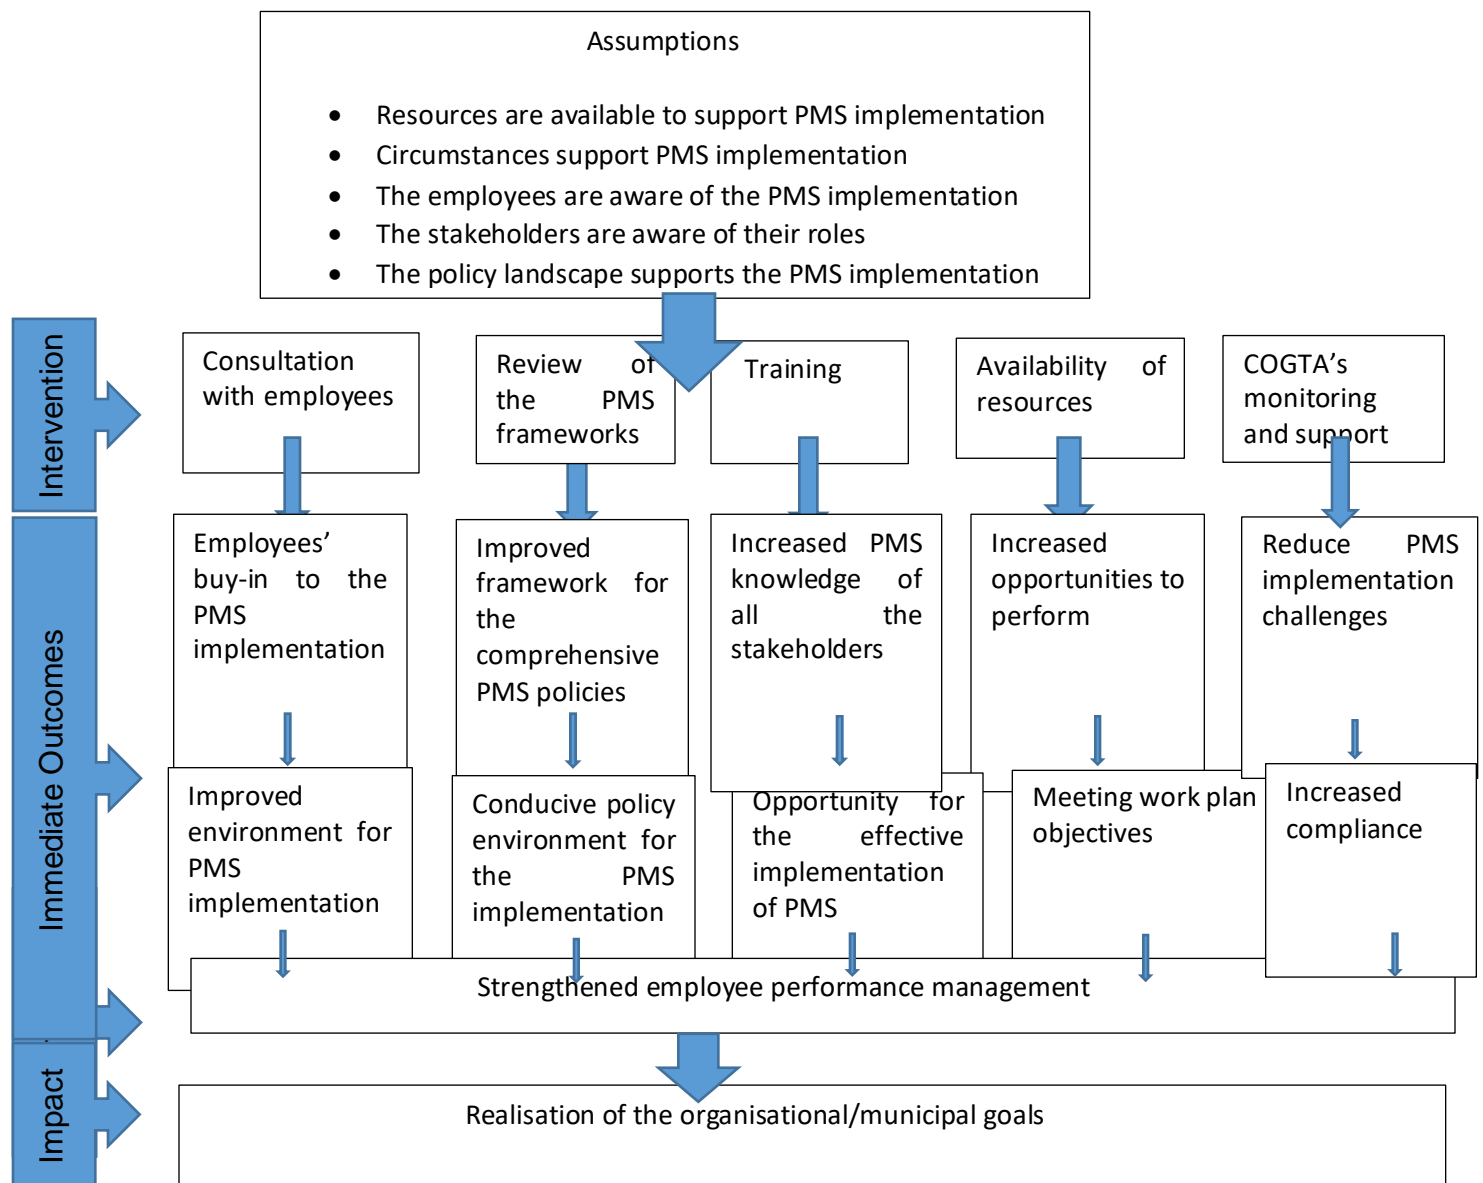 Assumptions
• Resources are available to support PMS implementation
• Circumstances support PMS implementation
• The employees are aware of the PMS implementation
• The stakeholders are aware of their roles
• The policy landscape supports the PMS implementation
Intervention
Consultation
with employees
Review of
the PMS
frameworks
Training
Availability of
resources
COGTA’s
monitoring
and support
Immediate Outcomes
Employees’
buy-in to the
PMS
implementation
Improved
framework for
the
comprehensive
PMS policies
Increased PMS
knowledge of
all the
stakeholders
Increased
opportunities to
perform
Reduce PMS
implementation
challenges
Improved
environment for
PMS
implementation
Conducive policy
environment for
the PMS
implementation
Opportunity for
the effective
implementation
of PMS
Meeting work plan
objectives
Increased
compliance
Strengthened employee performance management
Impact
Realisation of the organisational/municipal goals